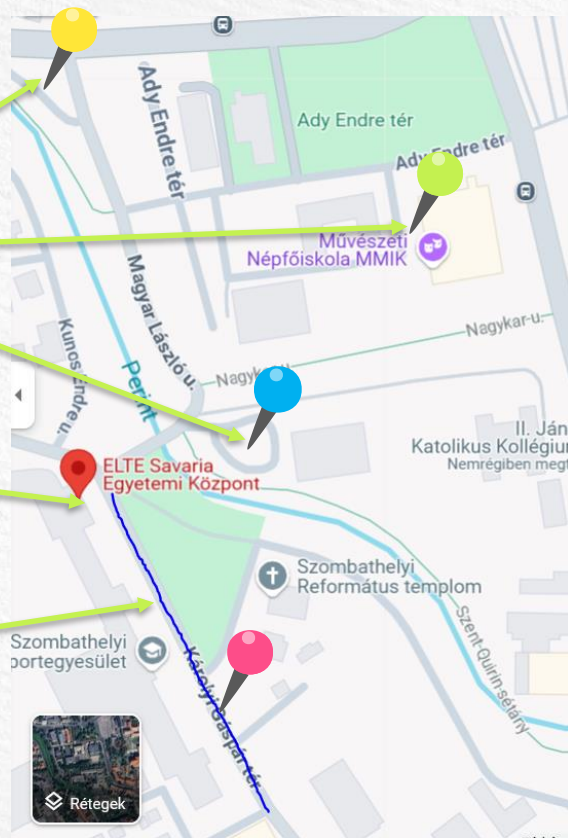 Ady Endre tér
Ady Endre tér
Ady Endre tér
Művészeti
Népfőiskola MMIK
Magyar László u.
Nagykar-u.
Kunos Endre u.
Perint
II. Ján
Katolikus Kollégiur
Nemrégiben megt
ELTE Savaria
Egyetemi Központ
Szombathelyi
Református templom
Szent-Quirin-sétány
Szombathelyi
portegyesület
Károlyi Gáspár tér
Rétegek